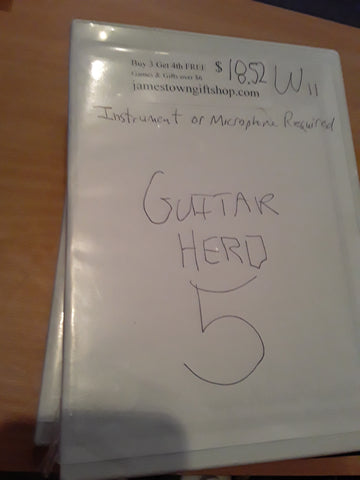 Buy 3 Get 4th FREE $ 18.52 Wii
Games & Gifts over $6
jamestowngiftshop.com
Instrument or Microphone Required
GUITAR
HERO
5